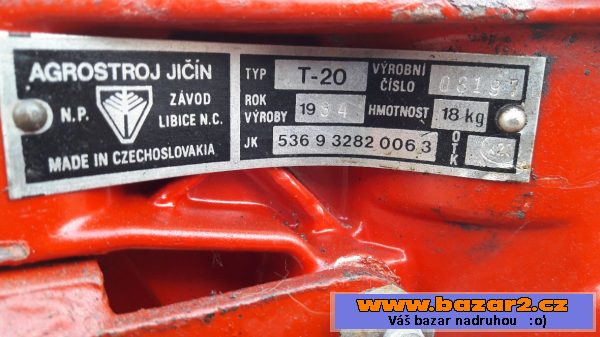 AGROSTROJ JIČÍN
N.P.
ZÁVOD
LIBICE N.C.
MADE IN CZECHOSLOVAKIA
TYP T-20
VÝROBNÍ
ČÍSLO
ROK
VÝROBY 1984
HMOTNOST 18 kg
JK 536 9 3282 006 3
OTK
www.bazar2.cz
Váš bazar nadruhou :o)